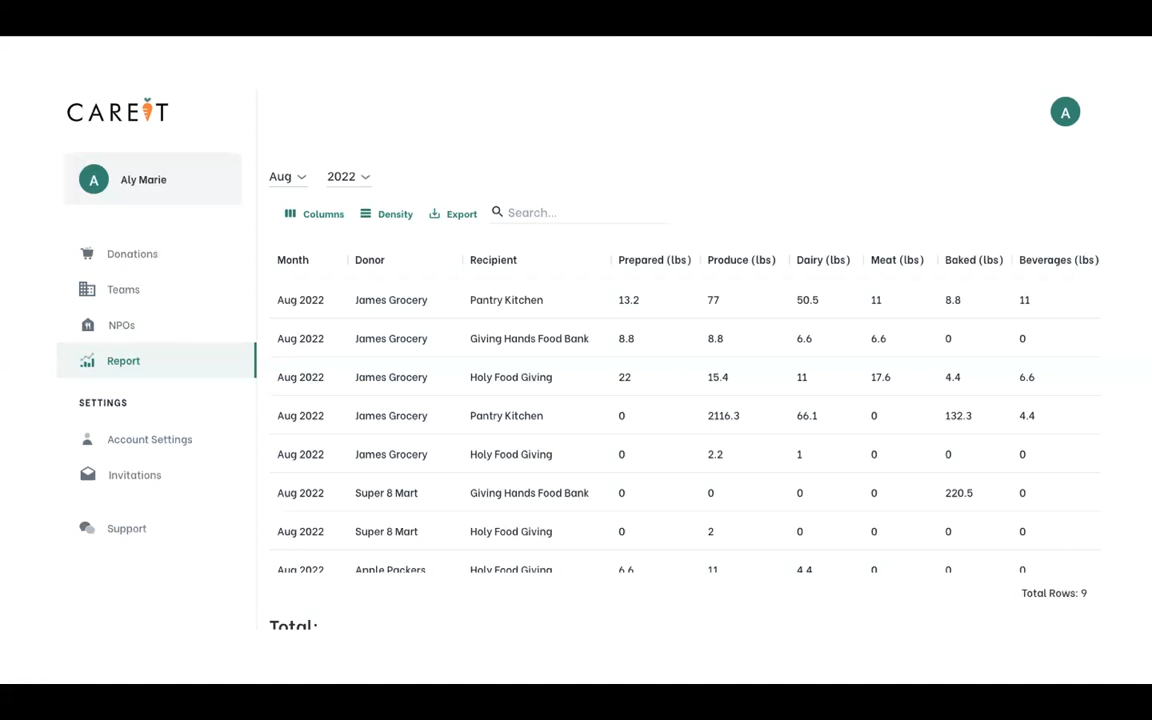 CAREIT
A
A Aly Marie
Aug 2022
Columns Density Export Search...
Donations
Teams
NPOs
Report
SETTINGS
Account Settings
Invitations
Support
Month Donor Recipient Prepared (lbs) Produce (lbs) Dairy (lbs) Meat (lbs) Baked (lbs) Beverages (lbs)
Aug 2022 James Grocery Pantry Kitchen 13.2 77 50.5 11 8.8 11
Aug 2022 James Grocery Giving Hands Food Bank 8.8 8.8 6.6 6.6 0 0
Aug 2022 James Grocery Holy Food Giving 22 15.4 11 17.6 4.4 6.6
Aug 2022 James Grocery Pantry Kitchen 0 2116.3 66.1 0 132.3 4.4
Aug 2022 James Grocery Holy Food Giving 0 2.2 1 0 0 0
Aug 2022 Super 8 Mart Giving Hands Food Bank 0 0 0 0 220.5 0
Aug 2022 Super 8 Mart Holy Food Giving 0 2 0 0 0 0
Aug 2022 Apple Packers Holy Food Giving 6.6 11 4.4 0 0 0
Total Rows: 9
Total: